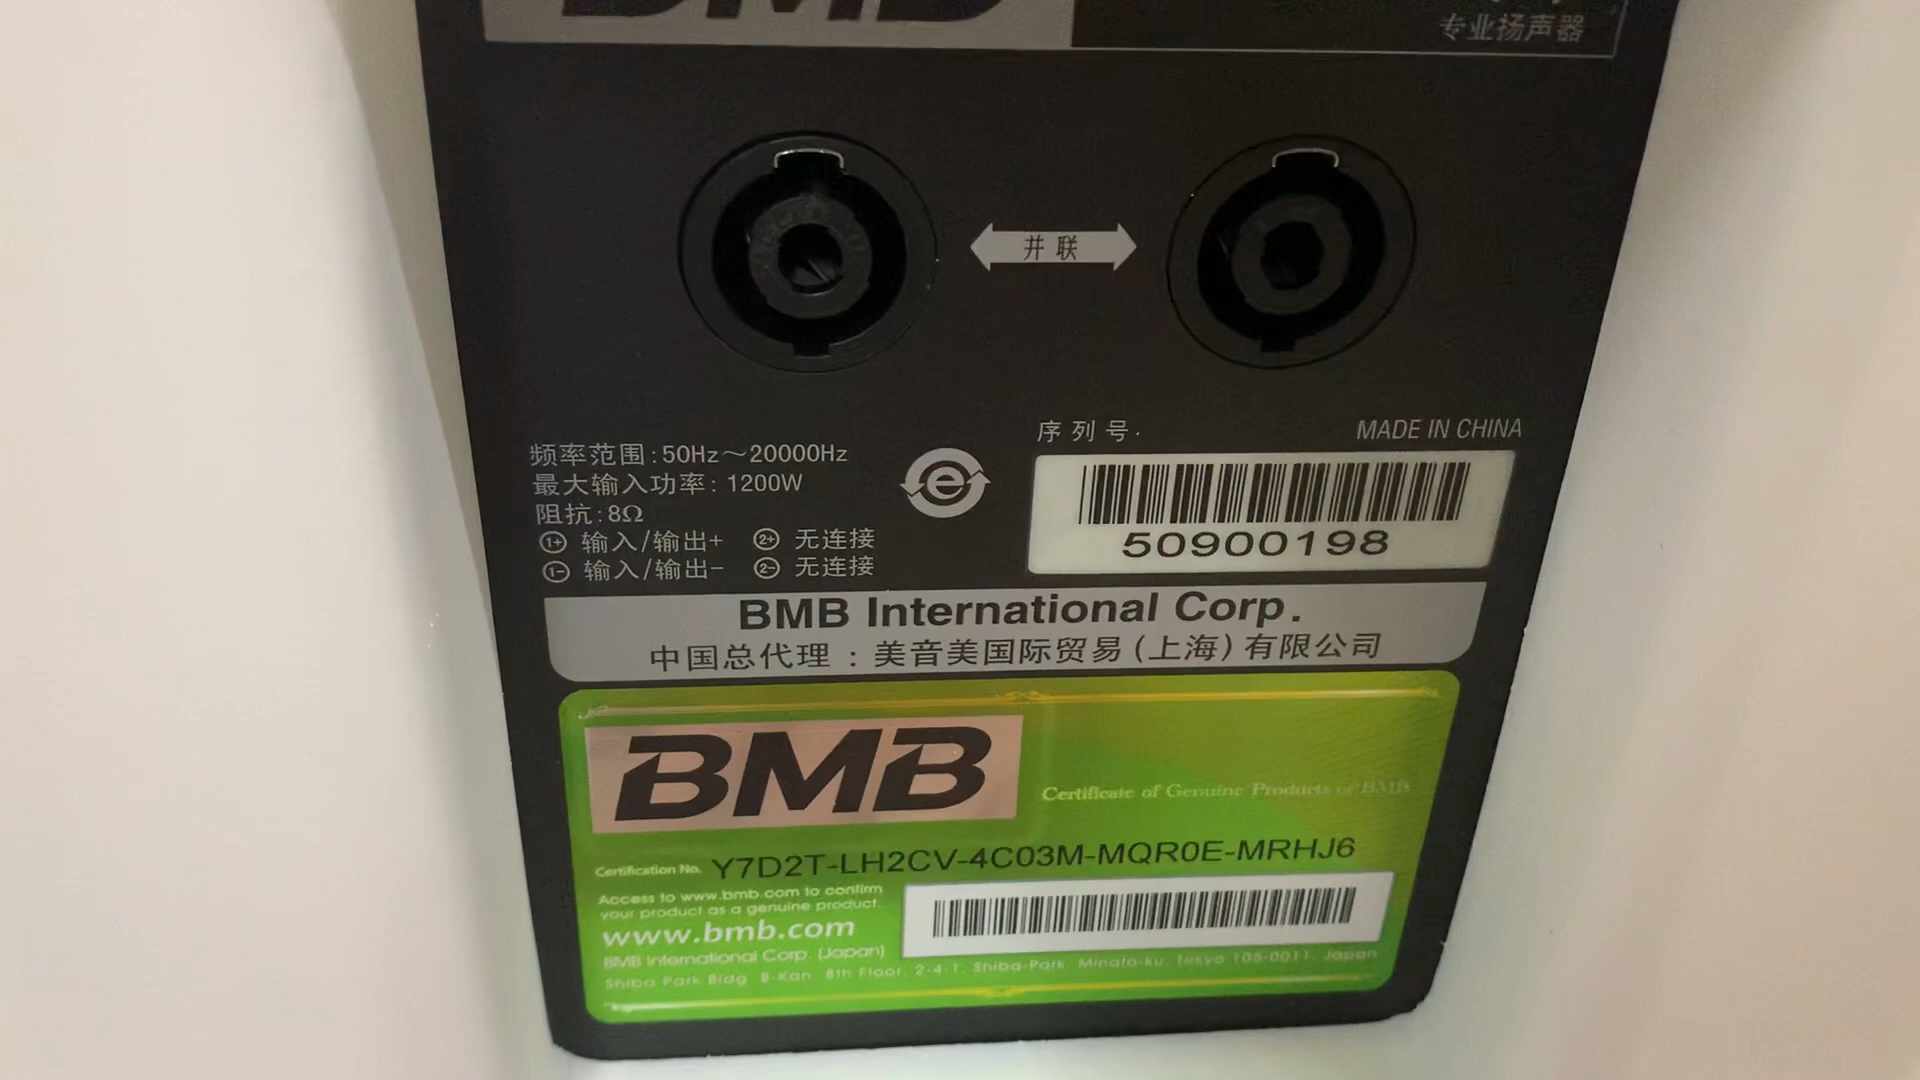 BMB
专业扬声器
并联
序列号.
MADE IN CHINA
频率范围:50Hz～20000Hz
最大输入功率: 1200W
阻抗:8Ω
1+ 输入/输出+ 2+ 无连接
1- 输入/输出- 2- 无连接
e
50900198
BMB International Corp.
中国总代理：美音美国际贸易(上海)有限公司
BMB
Certificate of Genuine Products of BMB
Certification No. Y7D2T-LH2CV-4C03M-MQR0E-MRHJ6
Access to www.bmb.com to confirm
your product as a genuine product.
www.bmb.com
BMB International Corp. (Japan)
Shiba Park Bldg. B-Kan. 8th Floor, 2-4-1, Shiba-Park, Minato-ku, Tokyo 105-0011, Japan